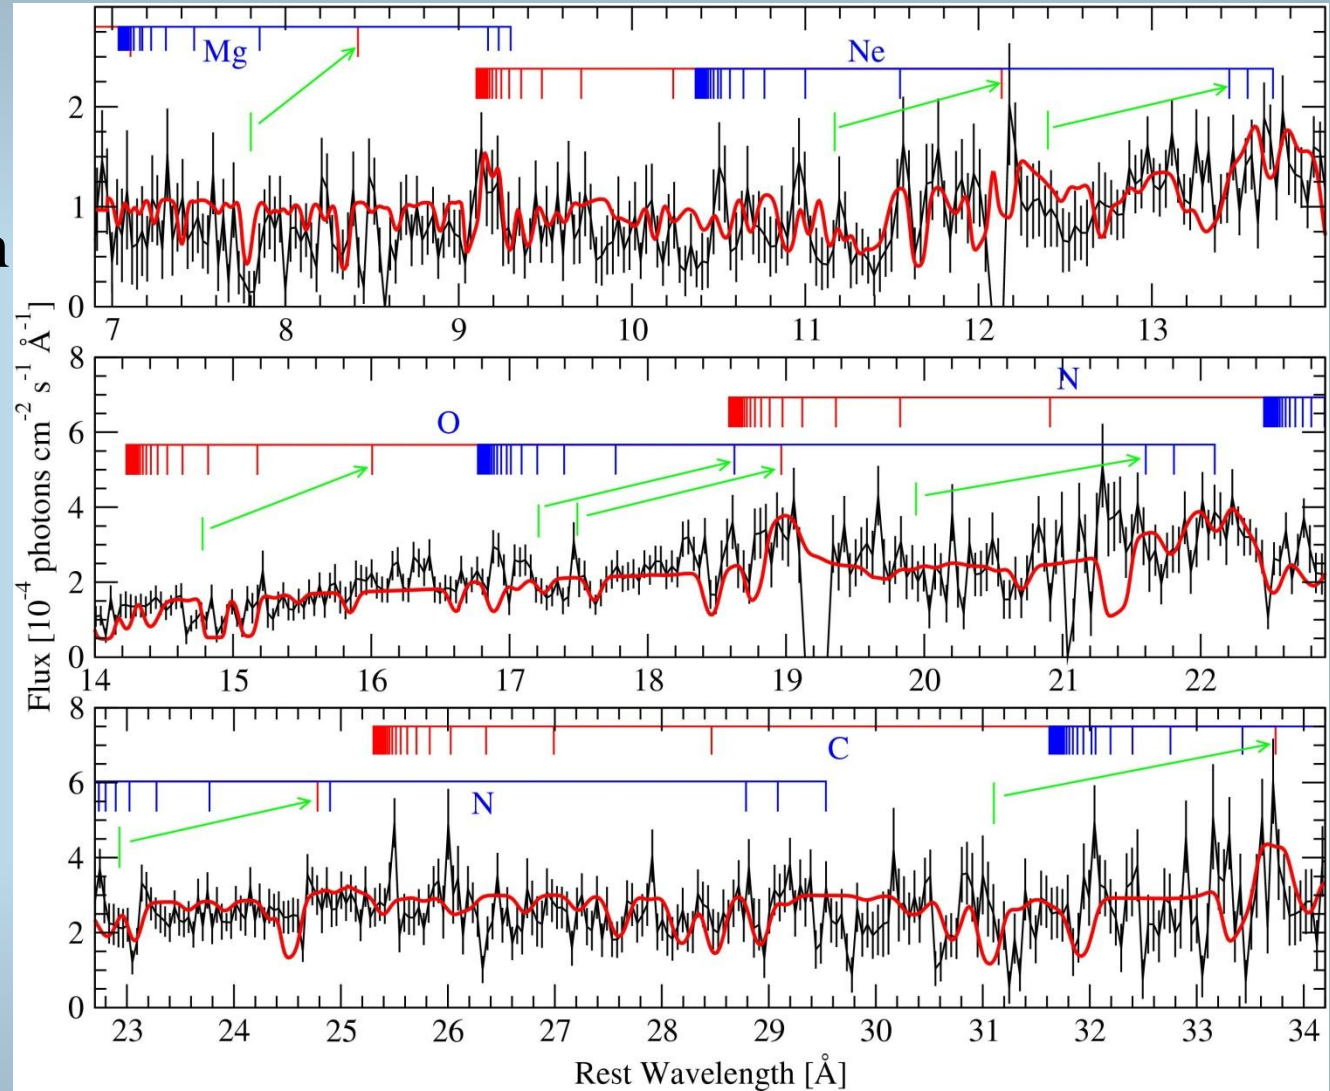 Mg
Ne
2
1
0
7 8 9 10 11 12 13
n
8
6
4
2
0
O
N
14 15 16 17 18 19 20 21 22
Flux [10⁻⁴ photons cm⁻² s⁻¹ Å⁻¹]
8
6
4
2
0
C
N
23 24 25 26 27 28 29 30 31 32 33 34
Rest Wavelength [Å]